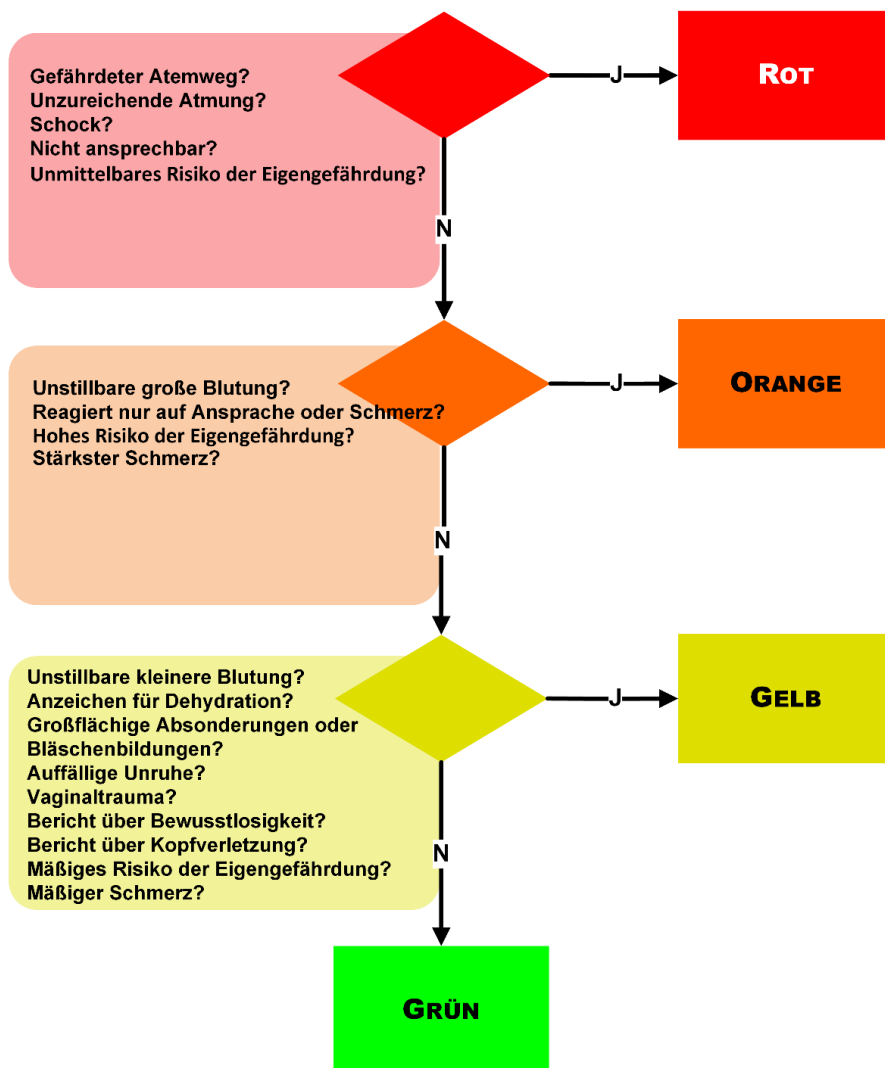 Gefährdeter Atemweg?
Unzureichende Atmung?
Schock?
Nicht ansprechbar?
Unmittelbares Risiko der Eigengefährdung?
J
ROT
N
Unstillbare große Blutung?
Reagiert nur auf Ansprache oder Schmerz?
Hohes Risiko der Eigengefährdung?
Stärkster Schmerz?
J
ORANGE
N
Unstillbare kleinere Blutung?
Anzeichen für Dehydration?
Großflächige Absonderungen oder
Bläschenbildungen?
Auffällige Unruhe?
Vaginaltrauma?
Bericht über Bewusstlosigkeit?
Bericht über Kopfverletzung?
Mäßiges Risiko der Eigengefährdung?
Mäßiger Schmerz?
J
GELB
N
GRÜN